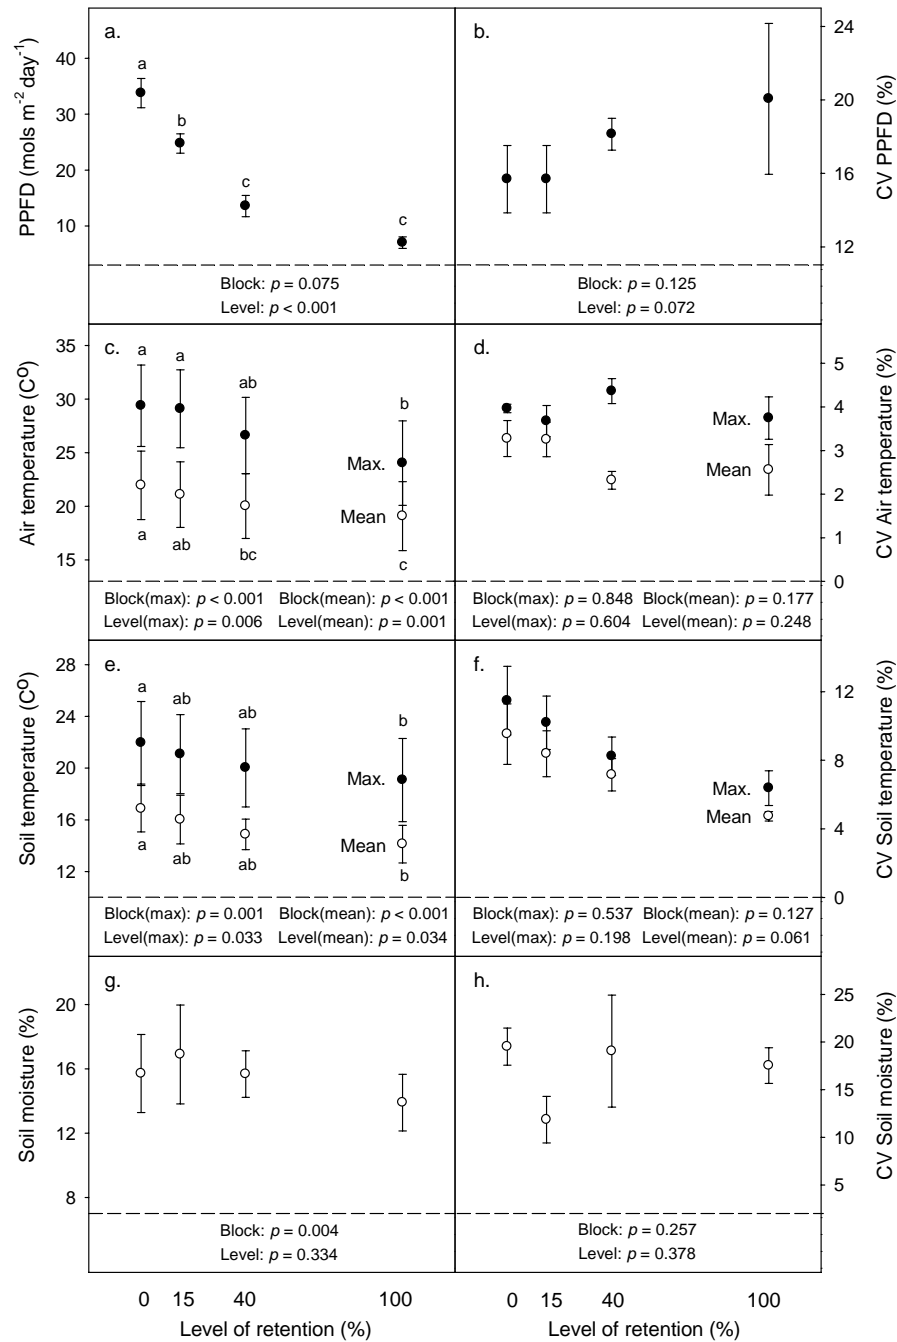 a.
PPFD (mols m⁻² day⁻¹)
40
30
20
10
a
b
c
c
Block: p = 0.075
Level: p < 0.001
b.
CV PPFD (%)
24
20
16
12
Block: p = 0.125
Level: p = 0.072
c.
Air temperature (Cº)
35
30
25
20
15
a
a
ab
b
Max.
Mean
a
ab
bc
c
Block(max): p < 0.001 Block(mean): p < 0.001
Level(max): p = 0.006 Level(mean): p = 0.001
d.
CV Air temperature (%)
5
4
3
2
1
0
Max.
Mean
Block(max): p = 0.848 Block(mean): p = 0.177
Level(max): p = 0.604 Level(mean): p = 0.248
e.
Soil temperature (Cº)
28
24
20
16
12
a
ab
ab
b
Max.
Mean
a
ab
ab
b
Block(max): p = 0.001 Block(mean): p < 0.001
Level(max): p = 0.033 Level(mean): p = 0.034
f.
CV Soil temperature (%)
12
8
4
0
Max.
Mean
Block(max): p = 0.537 Block(mean): p = 0.127
Level(max): p = 0.198 Level(mean): p = 0.061
g.
Soil moisture (%)
20
16
12
8
Block: p = 0.004
Level: p = 0.334
h.
CV Soil moisture (%)
25
20
15
10
5
Block: p = 0.257
Level: p = 0.378
0 15 40 100
Level of retention (%)
0 15 40 100
Level of retention (%)